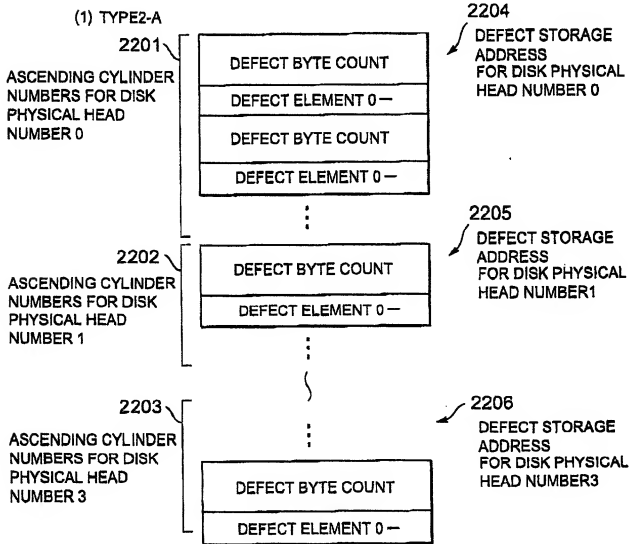 (1) TYPE2-A
2201
ASCENDING CYLINDER
NUMBERS FOR DISK
PHYSICAL HEAD
NUMBER 0
DEFECT BYTE COUNT
DEFECT ELEMENT 0—
DEFECT BYTE COUNT
DEFECT ELEMENT 0—
2204
DEFECT STORAGE
ADDRESS
FOR DISK PHYSICAL
HEAD NUMBER 0
2202
ASCENDING CYLINDER
NUMBERS FOR DISK
PHYSICAL HEAD
NUMBER 1
DEFECT BYTE COUNT
DEFECT ELEMENT 0—
2205
DEFECT STORAGE
ADDRESS
FOR DISK PHYSICAL
HEAD NUMBER1
2203
ASCENDING CYLINDER
NUMBERS FOR DISK
PHYSICAL HEAD
NUMBER 3
DEFECT BYTE COUNT
DEFECT ELEMENT 0—
2206
DEFECT STORAGE
ADDRESS
FOR DISK PHYSICAL
HEAD NUMBER3